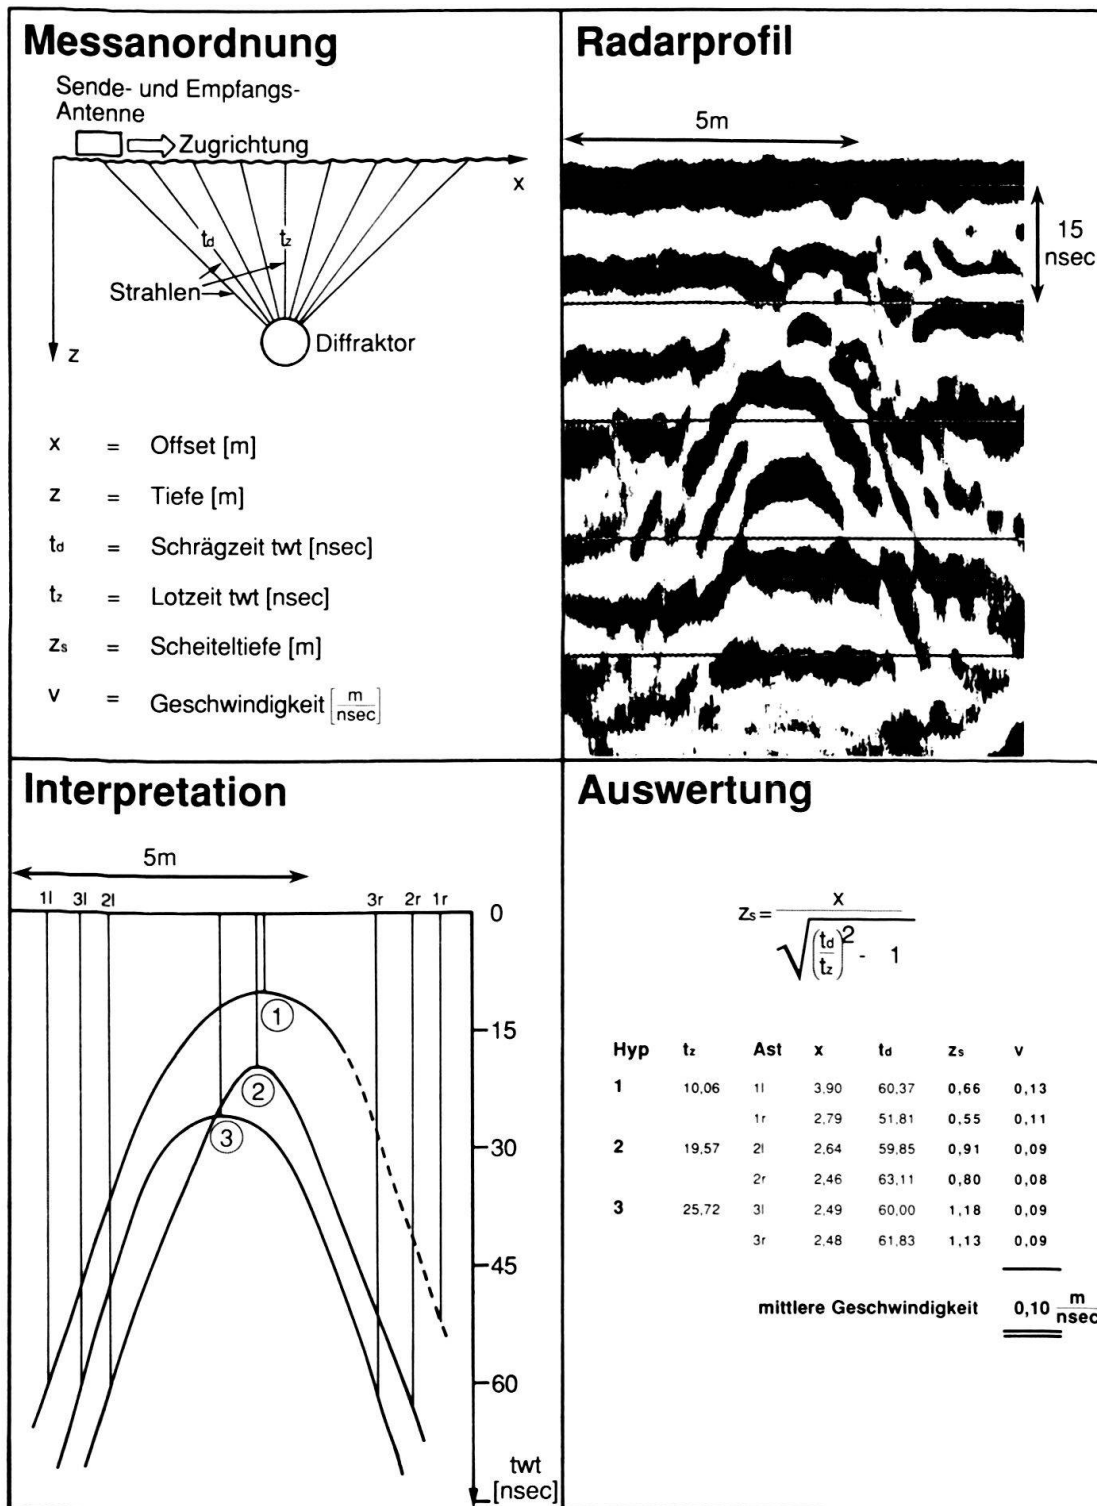 Messanordnung
Sende- und Empfangs-
Antenne
Zugrichtung
x
td
tz
Strahlen
Diffraktor
z
x = Offset [m]
z = Tiefe [m]
td = Schrägzeit twt [nsec]
tz = Lotzeit twt [nsec]
zs = Scheiteltiefe [m]
v = Geschwindigkeit [m/nsec]
Radarprofil
5m
15
nsec
Interpretation
5m
1l 3l 2l 3r 2r 1r
0
1
15
2
3
30
45
60
twt
[nsec]
Auswertung
zs = x / √((td/tz)2 - 1)
Hyp tz Ast x td zs v
1 10,06 1l 3,90 60,37 0,66 0,13
1r 2,79 51,81 0,55 0,11
2 19,57 2l 2,64 59,85 0,91 0,09
2r 2,46 63,11 0,80 0,08
3 25,72 3l 2,49 60,00 1,18 0,09
3r 2,48 61,83 1,13 0,09
mittlere Geschwindigkeit 0,10 m/nsec